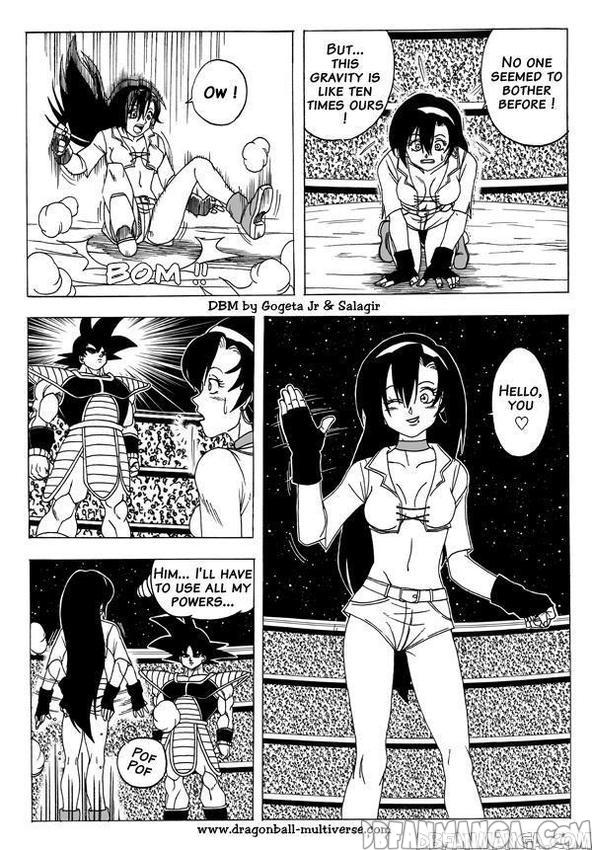 OW !
BOM !!
BUT...
THIS
GRAVITY IS
LIKE TEN
TIMES OURS
!
NO ONE
SEEMED TO
BOTHER
BEFORE !
DBM by Gogeta Jr & Salagir
HELLO,
YOU
♡
HIM... I'LL HAVE
TO USE ALL MY
POWERS...
POF
POF
www.dragonball-multiverse.com
DBFANMANGA.COM